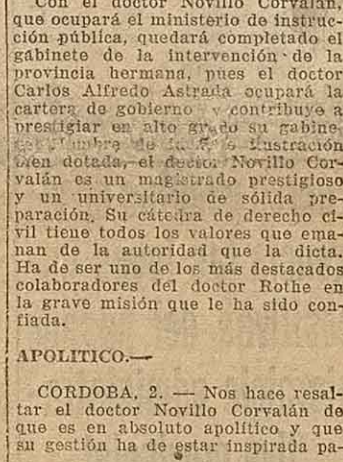 Con el doctor Novillo Corvalán,
que ocupará el ministerio de instruc-
ción pública, quedará completado el
gabinete de la intervención de la
provincia hermana, pues el doctor
Carlos Alfredo Astrada ocupará la
cartera de gobierno y contribuye a
prestigiar en alto grado su gabine-
de ilustración
bien dotada, el doctor Novillo Cor-
valán es un magistrado prestigioso
y un universitario de sólida pre-
paración. Su cátedra de derecho ci-
vil tiene todos los valores que ema-
nan de la autoridad que la dicta.
Ha de ser uno de los más destacados
colaboradores del doctor Rothe en
la grave misión que le ha sido con-
fiada.
APOLITICO.—
CORDOBA, 2. — Nos hace resal-
tar el doctor Novillo Corvalán de
que es en absoluto apolítico y que
su gestión ha de estar inspirada pa-